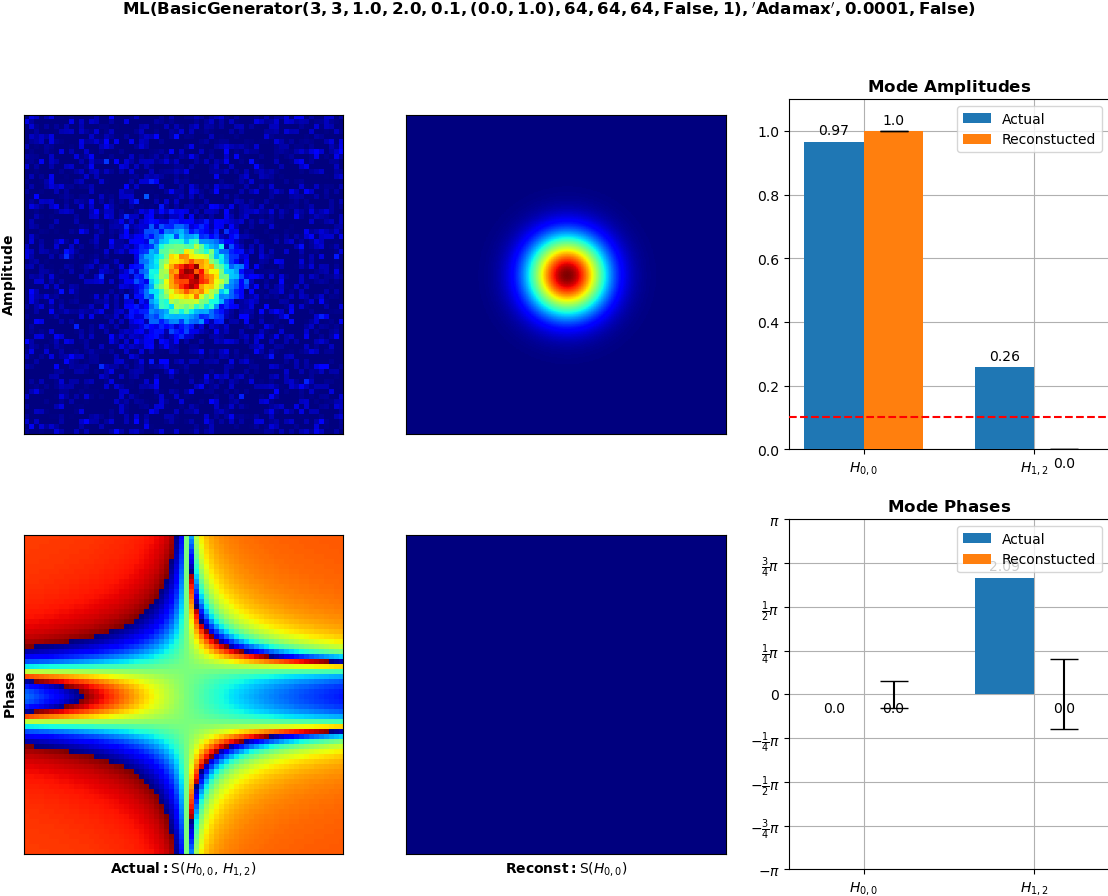 ML(BasicGenerator(3, 3, 1.0, 2.0, 0.1, (0.0, 1.0), 64, 64, 64, False, 1), ′Adamax′, 0.0001, False)
Amplitude
Mode Amplitudes
Actual
Reconstucted
0.97
1.0
0.26
0.0
1.0
0.8
0.6
0.4
0.2
0.0
H0, 0
H1, 2
Phase
Actual: S(H0, 0, H1, 2)
Reconst: S(H0, 0)
Mode Phases
Actual
Reconstucted
2.09
0.0
0.0
0.0
π
3/4π
1/2π
1/4π
0
−1/4π
−1/2π
−3/4π
−π
H0, 0
H1, 2